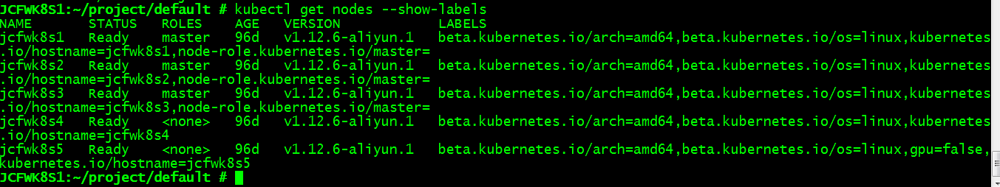 JCFWK8S1:~/project/default # kubectl get nodes --show-labels
NAME STATUS ROLES AGE VERSION LABELS
jcfwk8s1 Ready master 96d v1.12.6-aliyun.1 beta.kubernetes.io/arch=amd64,beta.kubernetes.io/os=linux,kubernetes
.io/hostname=jcfwk8s1,node-role.kubernetes.io/master=
jcfwk8s2 Ready master 96d v1.12.6-aliyun.1 beta.kubernetes.io/arch=amd64,beta.kubernetes.io/os=linux,kubernetes
.io/hostname=jcfwk8s2,node-role.kubernetes.io/master=
jcfwk8s3 Ready master 96d v1.12.6-aliyun.1 beta.kubernetes.io/arch=amd64,beta.kubernetes.io/os=linux,kubernetes
.io/hostname=jcfwk8s3,node-role.kubernetes.io/master=
jcfwk8s4 Ready <none> 96d v1.12.6-aliyun.1 beta.kubernetes.io/arch=amd64,beta.kubernetes.io/os=linux,kubernetes
.io/hostname=jcfwk8s4
jcfwk8s5 Ready <none> 96d v1.12.6-aliyun.1 beta.kubernetes.io/arch=amd64,beta.kubernetes.io/os=linux,gpu=false,
kubernetes.io/hostname=jcfwk8s5
JCFWK8S1:~/project/default #